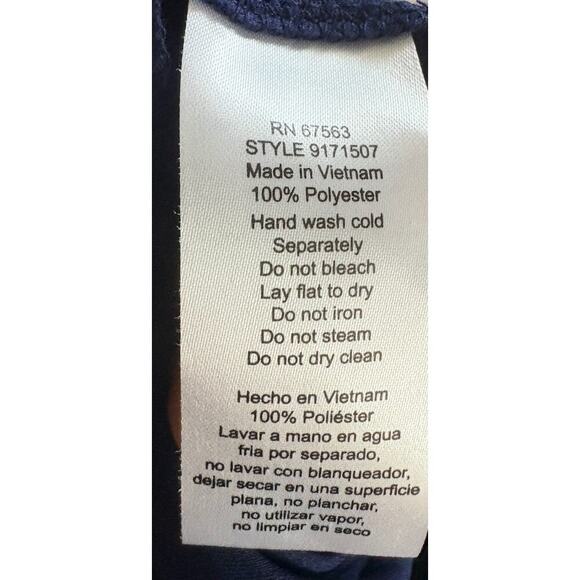 RN 67563
STYLE 9171507
Made in Vietnam
100% Polyester
Hand wash cold
Separately
Do not bleach
Lay flat to dry
Do not iron
Do not steam
Do not dry clean
Hecho en Vietnam
100% Poliéster
Lavar a mano en agua
fria por separado,
no lavar con blanqueador,
dejar secar en una superficie
plana, no planchar,
no utilizar vapor,
no limpiar en seco